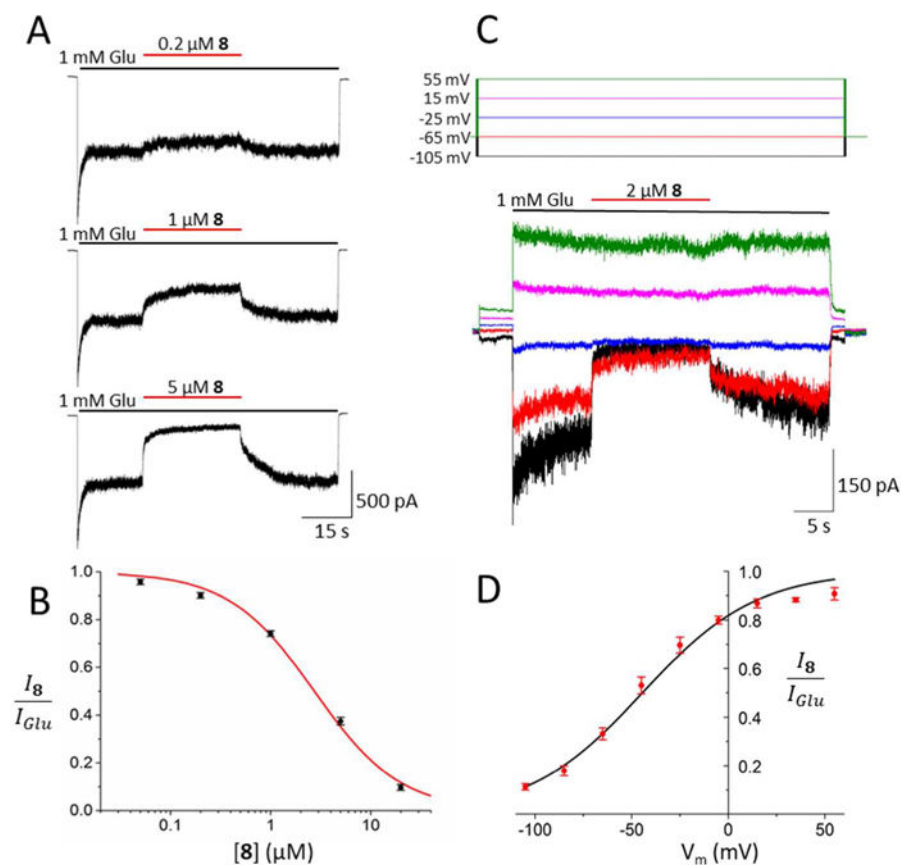 A
0.2 µM 8
1 mM Glu
1 µM 8
1 mM Glu
5 µM 8
1 mM Glu
500 pA
15 s
C
55 mV
15 mV
-25 mV
-65 mV
-105 mV
2 µM 8
1 mM Glu
150 pA
5 s
B
I8
IGlu
1.0
0.8
0.6
0.4
0.2
0.0
0.1
1
10
[8] (µM)
D
1.0
0.8
0.6
0.4
0.2
I8
IGlu
-100
-50
0
50
Vm (mV)